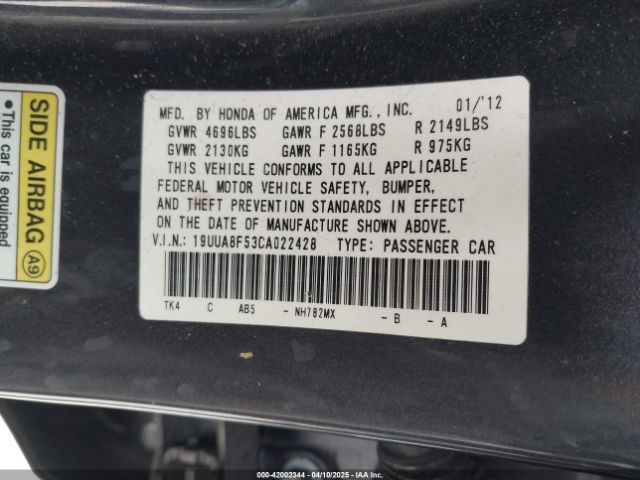 MFD. BY HONDA OF AMERICA MFG., INC. 01/'12
GVWR 4696LBS GAWR F 2568LBS R 2149LBS
GVWR 2130KG GAWR F 1165KG R 975KG
THIS VEHICLE CONFORMS TO ALL APPLICABLE
FEDERAL MOTOR VEHICLE SAFETY, BUMPER,
AND THEFT PREVENTION STANDARDS IN EFFECT
ON THE DATE OF MANUFACTURE SHOWN ABOVE.
V.I.N.: 19UUA8F53CA022428 TYPE: PASSENGER CAR
TK4 C AB5 - NH782MX - B - A
SIDE AIRBAG A9
•This car is equipped
000-42002344 - 04/10/2025 - IAAI.COM